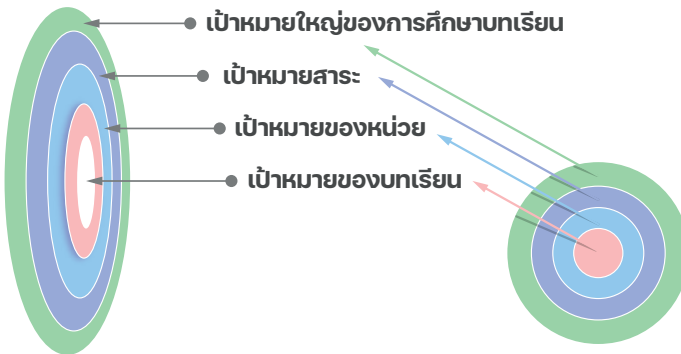 เป้าหมายใหญ่ของการศึกษาบทเรียน
เป้าหมายสาระ
เป้าหมายของหน่วย
เป้าหมายของบทเรียน